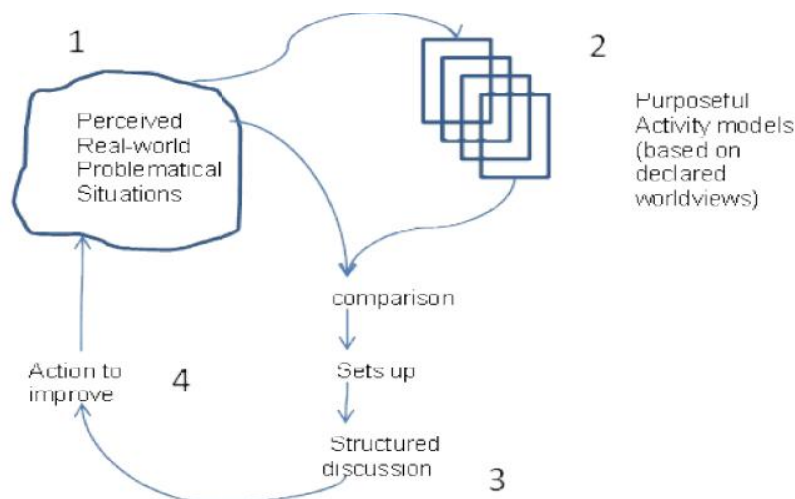 1
Perceived
Real-world
Problematical
Situations
2
Purposeful
Activity models
(based on
declared
worldviews)
comparison
Sets up
Structured
discussion
3
Action to
improve
4